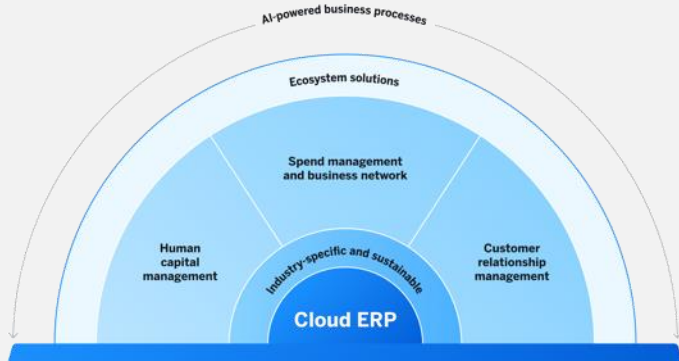 AI-powered business processes
Ecosystem solutions
Spend management
and business network
Human
capital
management
Customer
relationship
management
Industry-specific and sustainable
Cloud ERP